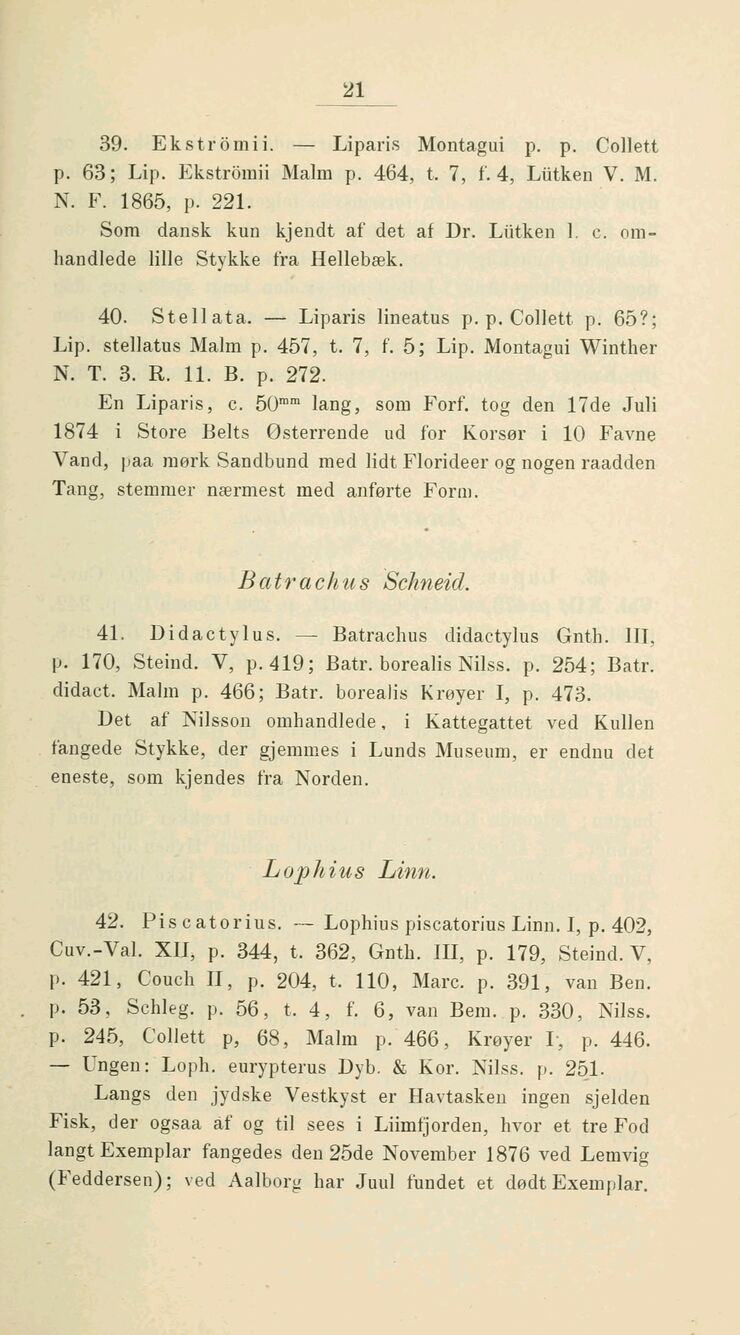 21
39. Ekströmii. — Liparis Montagui p. p. Collett
p. 63; Lip. Ekströmii Malm p. 464, t. 7, f. 4, Lütken V. M.
N. F. 1865, p. 221.
Som dansk kun kjendt af det af Dr. Lütken l. c. om-
handlede lille Stykke fra Hellebæk.
40. Stellata. — Liparis lineatus p. p. Collett p. 65?;
Lip. stellatus Malm p. 457, t. 7, f. 5; Lip. Montagui Winther
N. T. 3. R. 11. B. p. 272.
En Liparis, c. 50mm lang, som Forf. tog den 17de Juli
1874 i Store Belts Østerrende ud for Korsør i 10 Favne
Vand, paa mørk Sandbund med lidt Florideer og nogen raadden
Tang, stemmer nærmest med anførte Form.
Batrachus Schneid.
41. Didactylus. — Batrachus didactylus Gnth. III,
p. 170, Steind. V, p. 419; Batr. borealis Nilss. p. 254; Batr.
didact. Malm p. 466; Batr. borealis Krøyer I, p. 473.
Det af Nilsson omhandlede, i Kattegattet ved Kullen
fangede Stykke, der gjemmes i Lunds Museum, er endnu det
eneste, som kjendes fra Norden.
Lophius Linn.
42. Piscatorius. — Lophius piscatorius Linn. I, p. 402,
Cuv.-Val. XII, p. 344, t. 362, Gnth. III, p. 179, Steind. V,
p. 421, Couch II, p. 204, t. 110, Marc. p. 391, van Ben.
p. 53, Schleg. p. 56, t. 4, f. 6, van Bem. p. 330, Nilss.
p. 245, Collett p, 68, Malm p. 466, Krøyer I, p. 446.
— Ungen: Loph. eurypterus Dyb. & Kor. Nilss. p. 251.
Langs den jydske Vestkyst er Havtasken ingen sjelden
Fisk, der ogsaa af og til sees i Liimfjorden, hvor et tre Fod
langt Exemplar fangedes den 25de November 1876 ved Lemvig
(Feddersen); ved Aalborg har Juul fundet et dødt Exemplar.